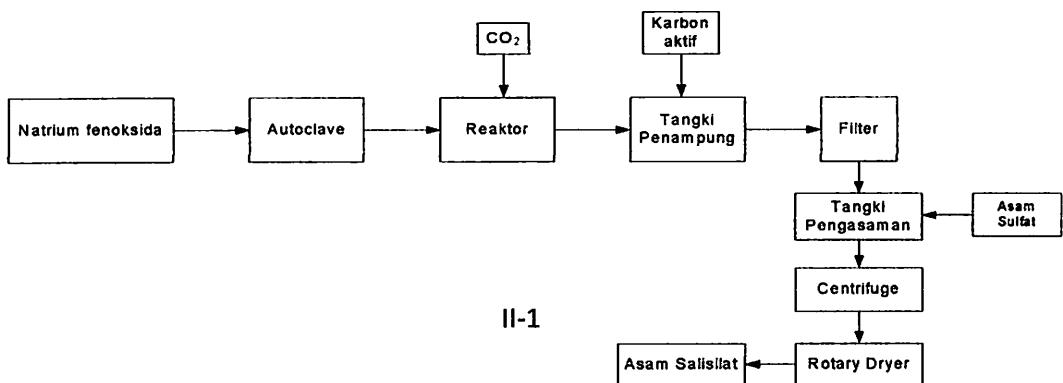 CO₂
Karbon
aktif
Natrium fenoksida
Autoclave
Reaktor
Tangki
Penampung
Filter
Tangki
Pengasaman
Asam
Sulfat
Centrifuge
II-1
Asam Salisilat
Rotary Dryer